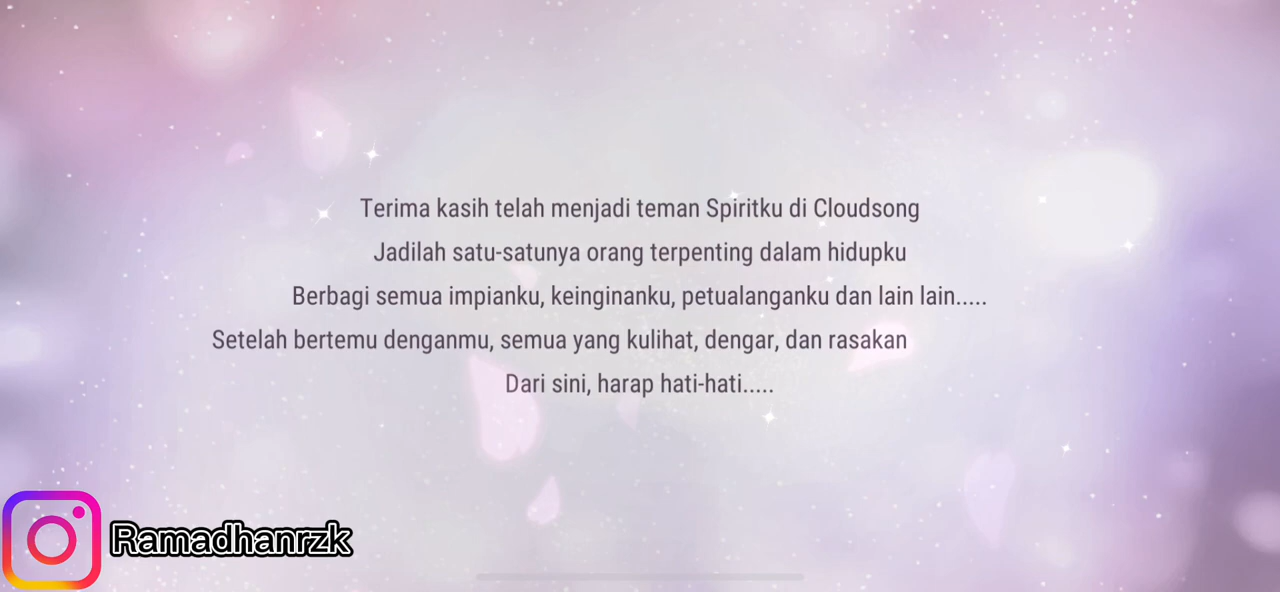 Terima kasih telah menjadi teman Spiritku di Cloudsong
Jadilah satu-satunya orang terpenting dalam hidupku
Berbagi semua impianku, keinginanku, petualanganku dan lain lain.....
Setelah bertemu denganmu, semua yang kulihat, dengar, dan rasakan
Dari sini, harap hati-hati.....
Ramadhanrzk